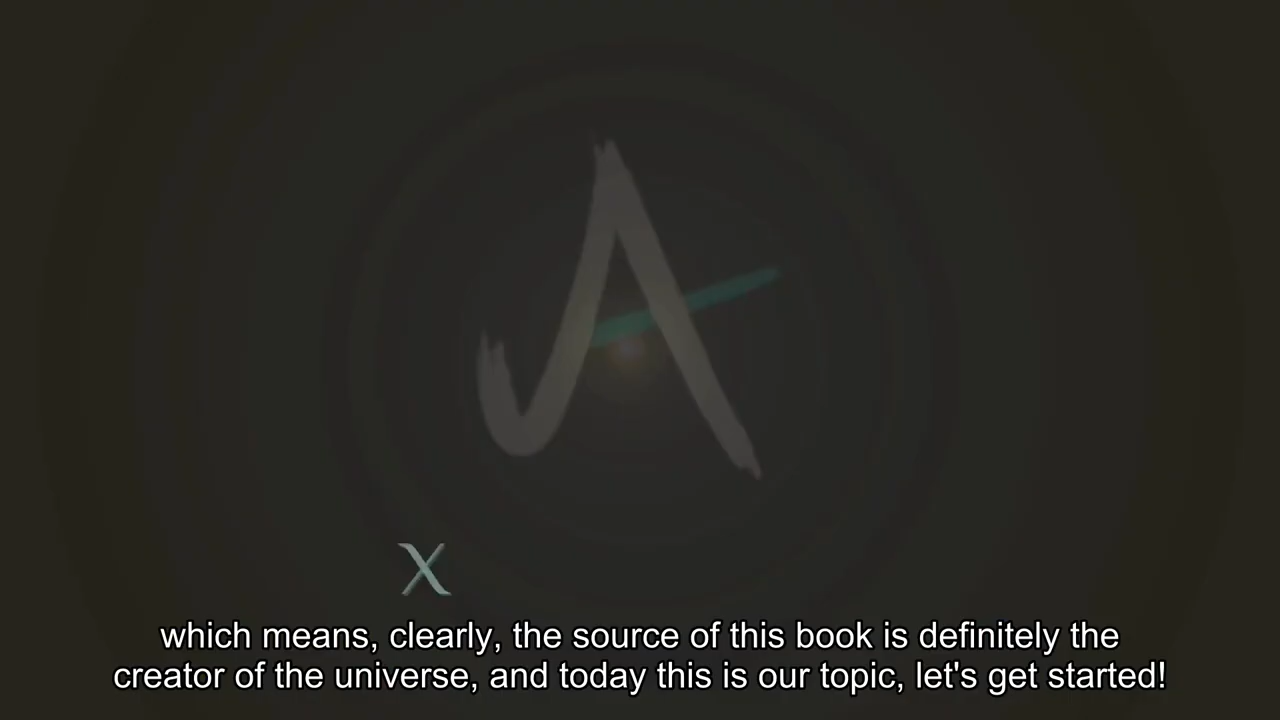 A
X
which means, clearly, the source of this book is definitely the
creator of the universe, and today this is our topic, let's get started!